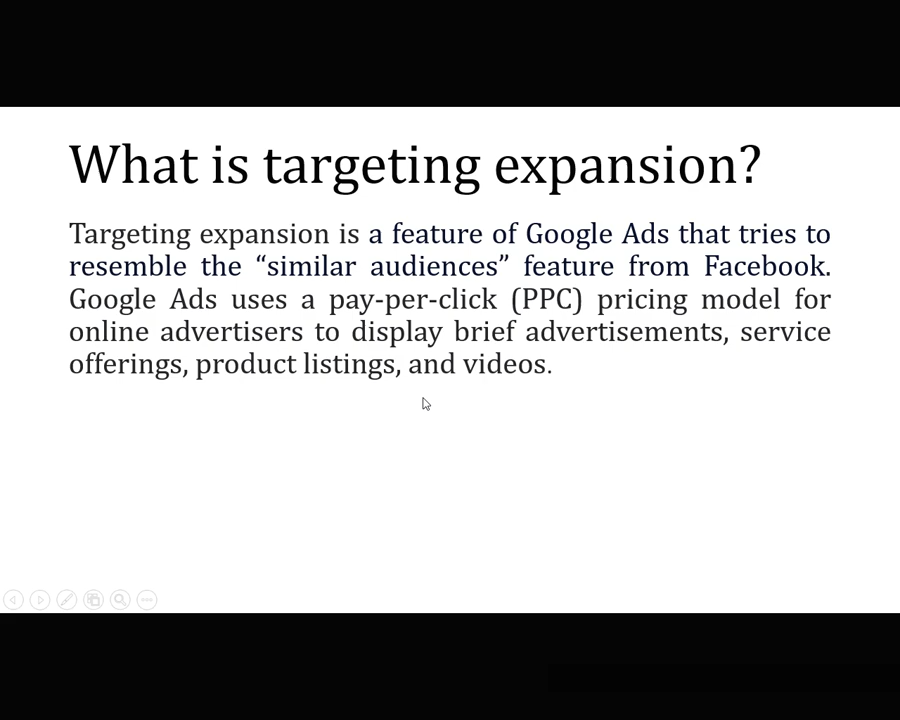 What is targeting expansion?
Targeting expansion is a feature of Google Ads that tries to
resemble the “similar audiences” feature from Facebook.
Google Ads uses a pay-per-click (PPC) pricing model for
online advertisers to display brief advertisements, service
offerings, product listings, and videos.